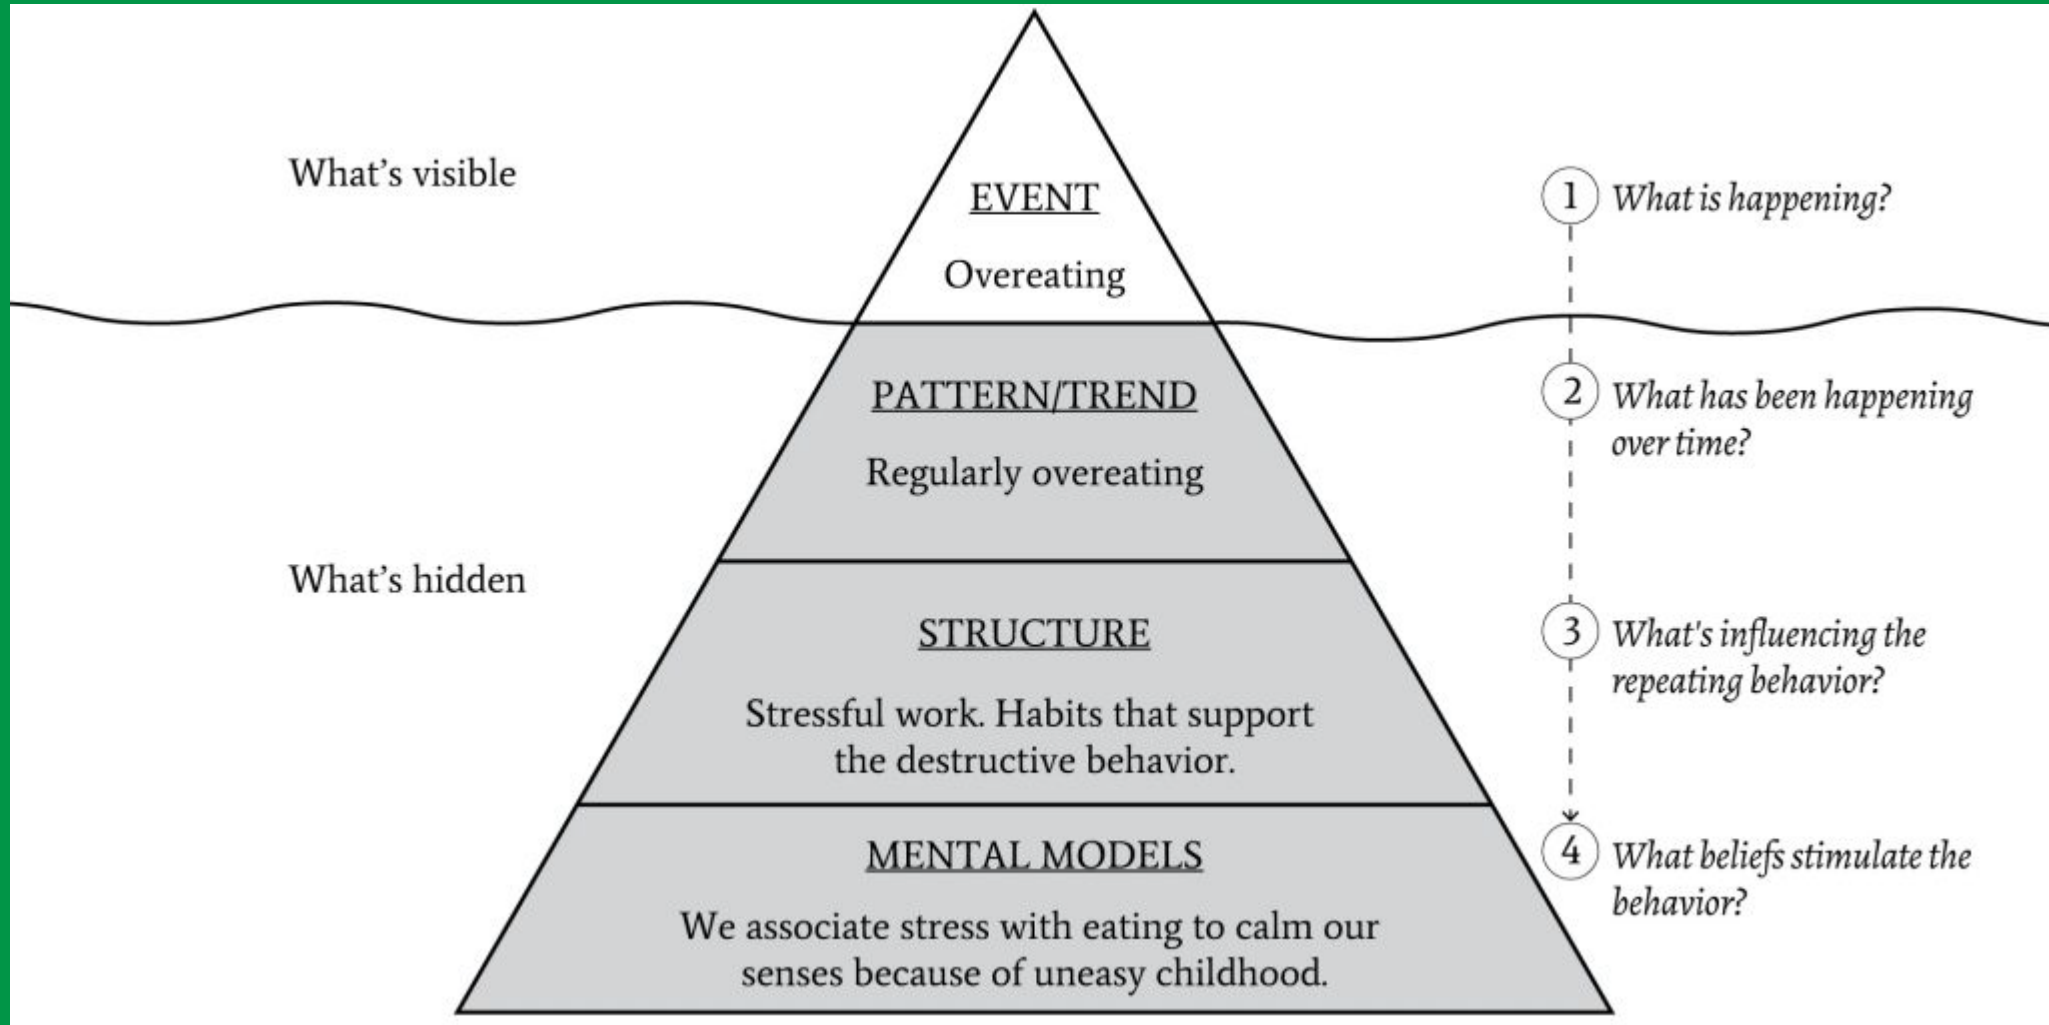 What’s visible
EVENT
Overeating
1 What is happening?
PATTERN/TREND
Regularly overeating
2 What has been happening
over time?
What’s hidden
STRUCTURE
Stressful work. Habits that support
the destructive behavior.
3 What's influencing the
repeating behavior?
MENTAL MODELS
We associate stress with eating to calm our
senses because of uneasy childhood.
4 What beliefs stimulate the
behavior?